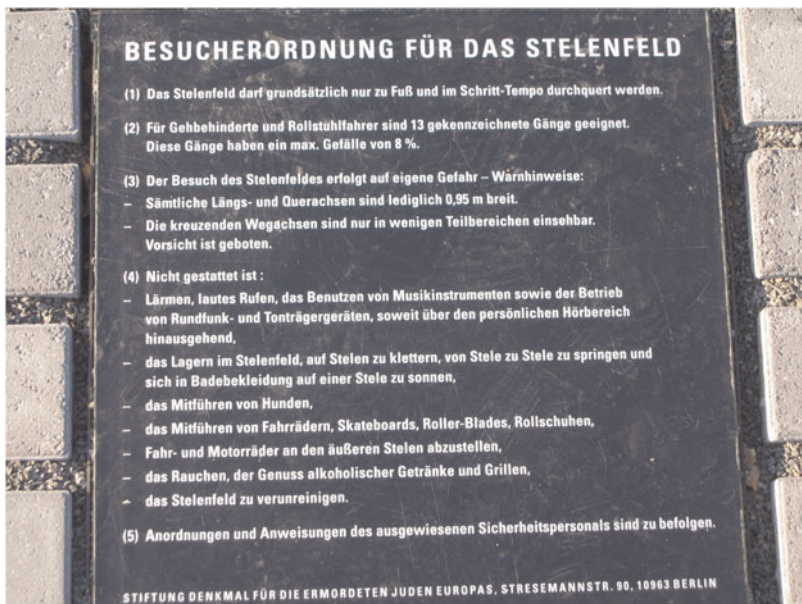 BESUCHERORDNUNG FÜR DAS STELENFELD
(1) Das Stelenfeld darf grundsätzlich nur zu Fuß und im Schritt-Tempo durchquert werden.
(2) Für Gehbehinderte und Rollstuhlfahrer sind 13 gekennzeichnete Gänge geeignet.
Diese Gänge haben ein max. Gefälle von 8 %.
(3) Der Besuch des Stelenfeldes erfolgt auf eigene Gefahr – Warnhinweise:
– Sämtliche Längs- und Querachsen sind lediglich 0,95 m breit.
– Die kreuzenden Wegachsen sind nur in wenigen Teilbereichen einsehbar.
Vorsicht ist geboten.
(4) Nicht gestattet ist :
– Lärmen, lautes Rufen, das Benutzen von Musikinstrumenten sowie der Betrieb
von Rundfunk- und Tonträgergeräten, soweit über den persönlichen Hörbereich
hinausgehend,
– das Lagern im Stelenfeld, auf Stelen zu klettern, von Stele zu Stele zu springen und
sich in Badebekleidung auf einer Stele zu sonnen,
– das Mitführen von Hunden,
– das Mitführen von Fahrrädern, Skateboards, Roller-Blades, Rollschuhen,
– Fahr- und Motorräder an den äußeren Stelen abzustellen,
– das Rauchen, der Genuss alkoholischer Getränke und Grillen,
– das Stelenfeld zu verunreinigen.
(5) Anordnungen und Anweisungen des ausgewiesenen Sicherheitspersonals sind zu befolgen.
STIFTUNG DENKMAL FÜR DIE ERMORDETEN JUDEN EUROPAS, STRESEMANNSTR. 90, 10963 BERLIN